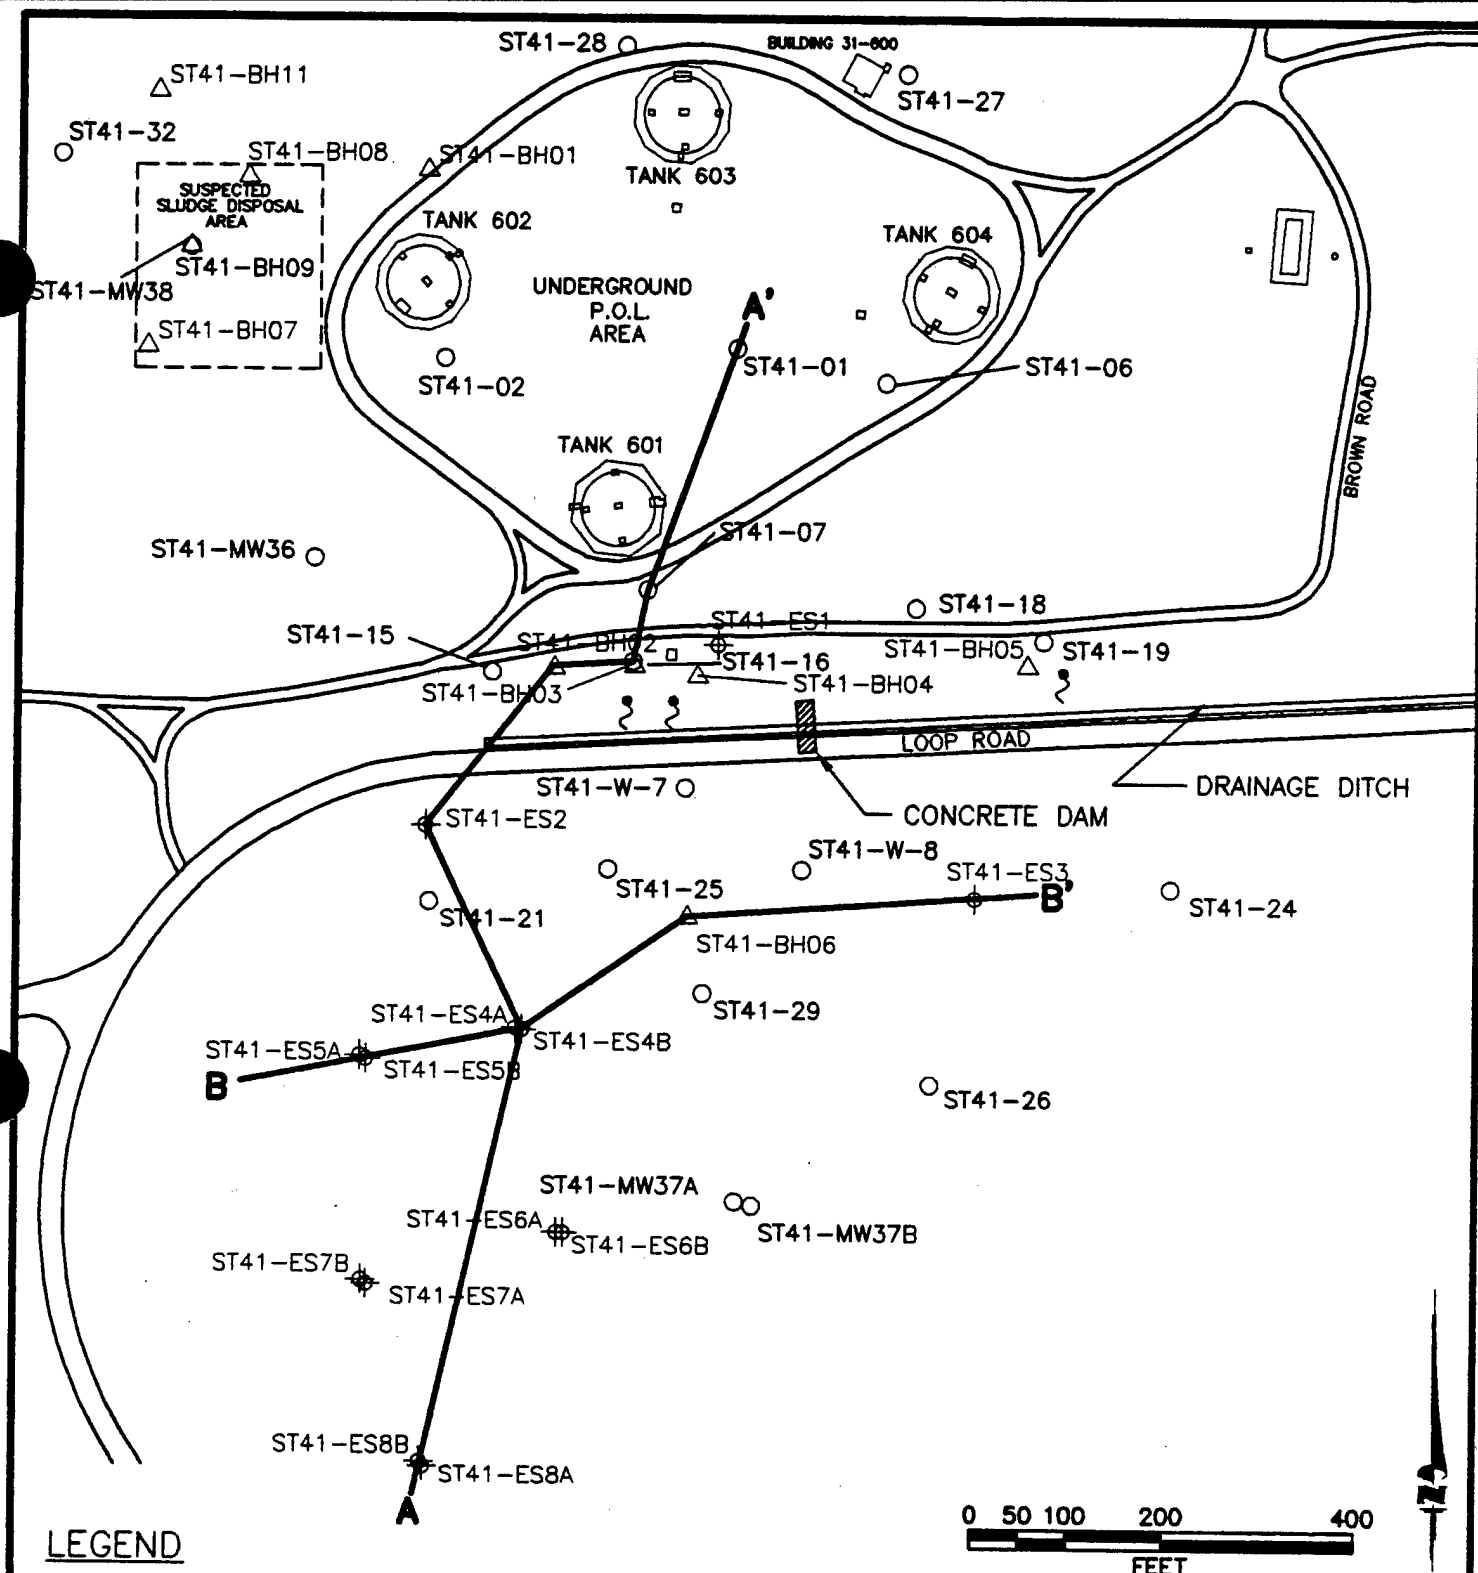 ST41-28
BUILDING 31-600
ST41-BH11
ST41-27
ST41-32
ST41-BH08
ST41-BH01
TANK 603
SUSPECTED
SLUDGE DISPOSAL
AREA
TANK 602
TANK 604
ST41-BH09
ST41-MW38
UNDERGROUND
P.O.L.
AREA
A'
ST41-BH07
ST41-02
ST41-01
ST41-06
BROWN ROAD
TANK 601
ST41-07
ST41-MW36
ST41-18
ST41-ES1
ST41-15
ST41-BH02
ST41-BH05
ST41-19
ST41-16
ST41-BH03
ST41-BH04
LOOP ROAD
ST41-W-7
DRAINAGE DITCH
CONCRETE DAM
ST41-ES2
ST41-W-8
ST41-25
ST41-ES3
B'
ST41-24
ST41-21
ST41-BH06
ST41-29
ST41-ES4A
ST41-ES4B
ST41-ES5A
ST41-ES5B
B
ST41-26
ST41-MW37A
ST41-ES6A
ST41-MW37B
ST41-ES6B
ST41-ES7B
ST41-ES7A
ST41-ES8B
ST41-ES8A
A
N
0 50 100 200 400
FEET
LEGEND